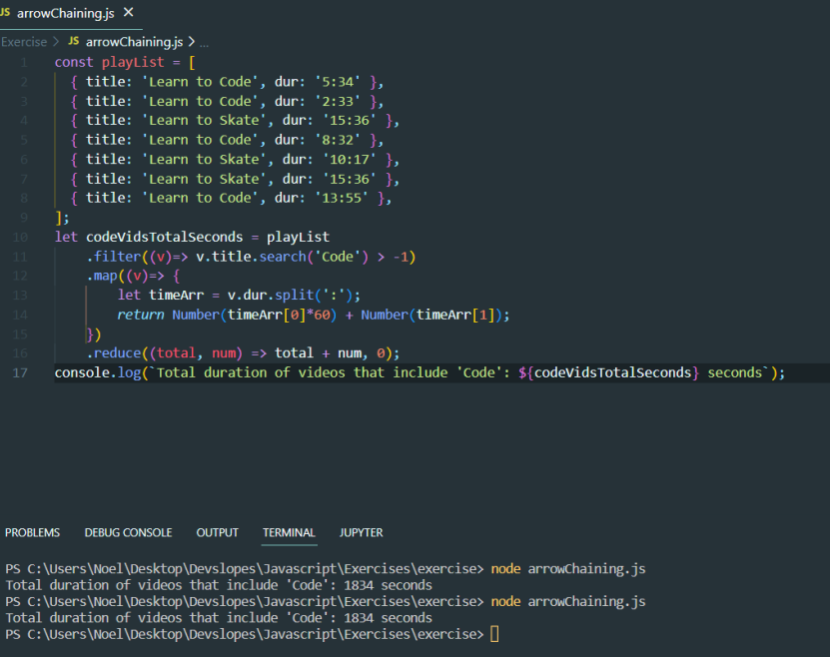 JS arrowChaining.js ×
Exercise > JS arrowChaining.js > ...
1 const playList = [
2 { title: 'Learn to Code', dur: '5:34' },
3 { title: 'Learn to Code', dur: '2:33' },
4 { title: 'Learn to Skate', dur: '15:36' },
5 { title: 'Learn to Code', dur: '8:32' },
6 { title: 'Learn to Skate', dur: '10:17' },
7 { title: 'Learn to Skate', dur: '15:36' },
8 { title: 'Learn to Code', dur: '13:55' },
9 ];
10 let codeVidsTotalSeconds = playList
11 .filter((v)=> v.title.search('Code') > -1)
12 .map((v)=> {
13 let timeArr = v.dur.split(':');
14 return Number(timeArr[0]*60) + Number(timeArr[1]);
15 })
16 .reduce((total, num) => total + num, 0);
17 console.log(`Total duration of videos that include 'Code': ${codeVidsTotalSeconds} seconds`);
PROBLEMS DEBUG CONSOLE OUTPUT TERMINAL JUPYTER
PS C:\Users\Noel\Desktop\Devslopes\Javascript\Exercises\exercise> node arrowChaining.js
Total duration of videos that include 'Code': 1834 seconds
PS C:\Users\Noel\Desktop\Devslopes\Javascript\Exercises\exercise> node arrowChaining.js
Total duration of videos that include 'Code': 1834 seconds
PS C:\Users\Noel\Desktop\Devslopes\Javascript\Exercises\exercise>